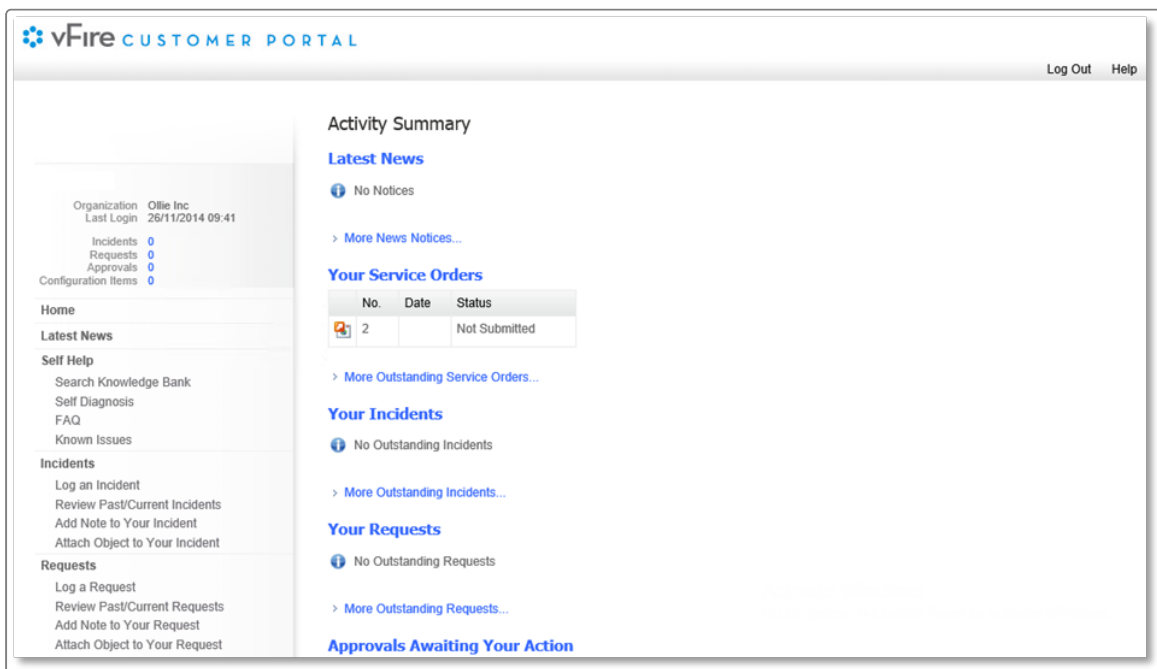 vFire CUSTOMER PORTAL
Log Out Help
Organization Ollie Inc
Last Login 26/11/2014 09:41
Incidents 0
Requests 0
Approvals 0
Configuration Items 0
Home
Latest News
Self Help
Search Knowledge Bank
Self Diagnosis
FAQ
Known Issues
Incidents
Log an Incident
Review Past/Current Incidents
Add Note to Your Incident
Attach Object to Your Incident
Requests
Log a Request
Review Past/Current Requests
Add Note to Your Request
Attach Object to Your Request
Activity Summary
Latest News
No Notices
> More News Notices...
Your Service Orders
No. Date Status
2 Not Submitted
> More Outstanding Service Orders...
Your Incidents
No Outstanding Incidents
> More Outstanding Incidents...
Your Requests
No Outstanding Requests
> More Outstanding Requests...
Approvals Awaiting Your Action